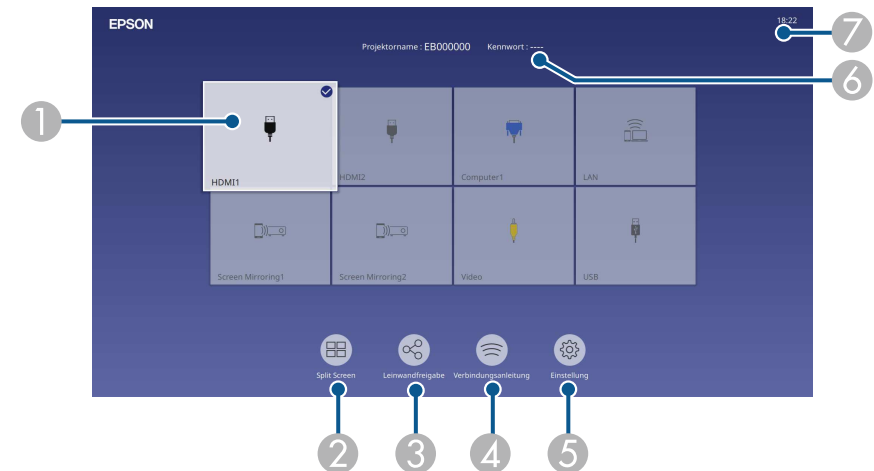 EPSON
18:22
7
Projektorname : EB000000 Kennwort : ----
6
1
HDMI1
HDMI2
Computer1
LAN
Screen Mirroring1
Screen Mirroring2
Video
USB
Split Screen
Leinwandfreigabe
Verbindungsanleitung
Einstellung
2
3
4
5